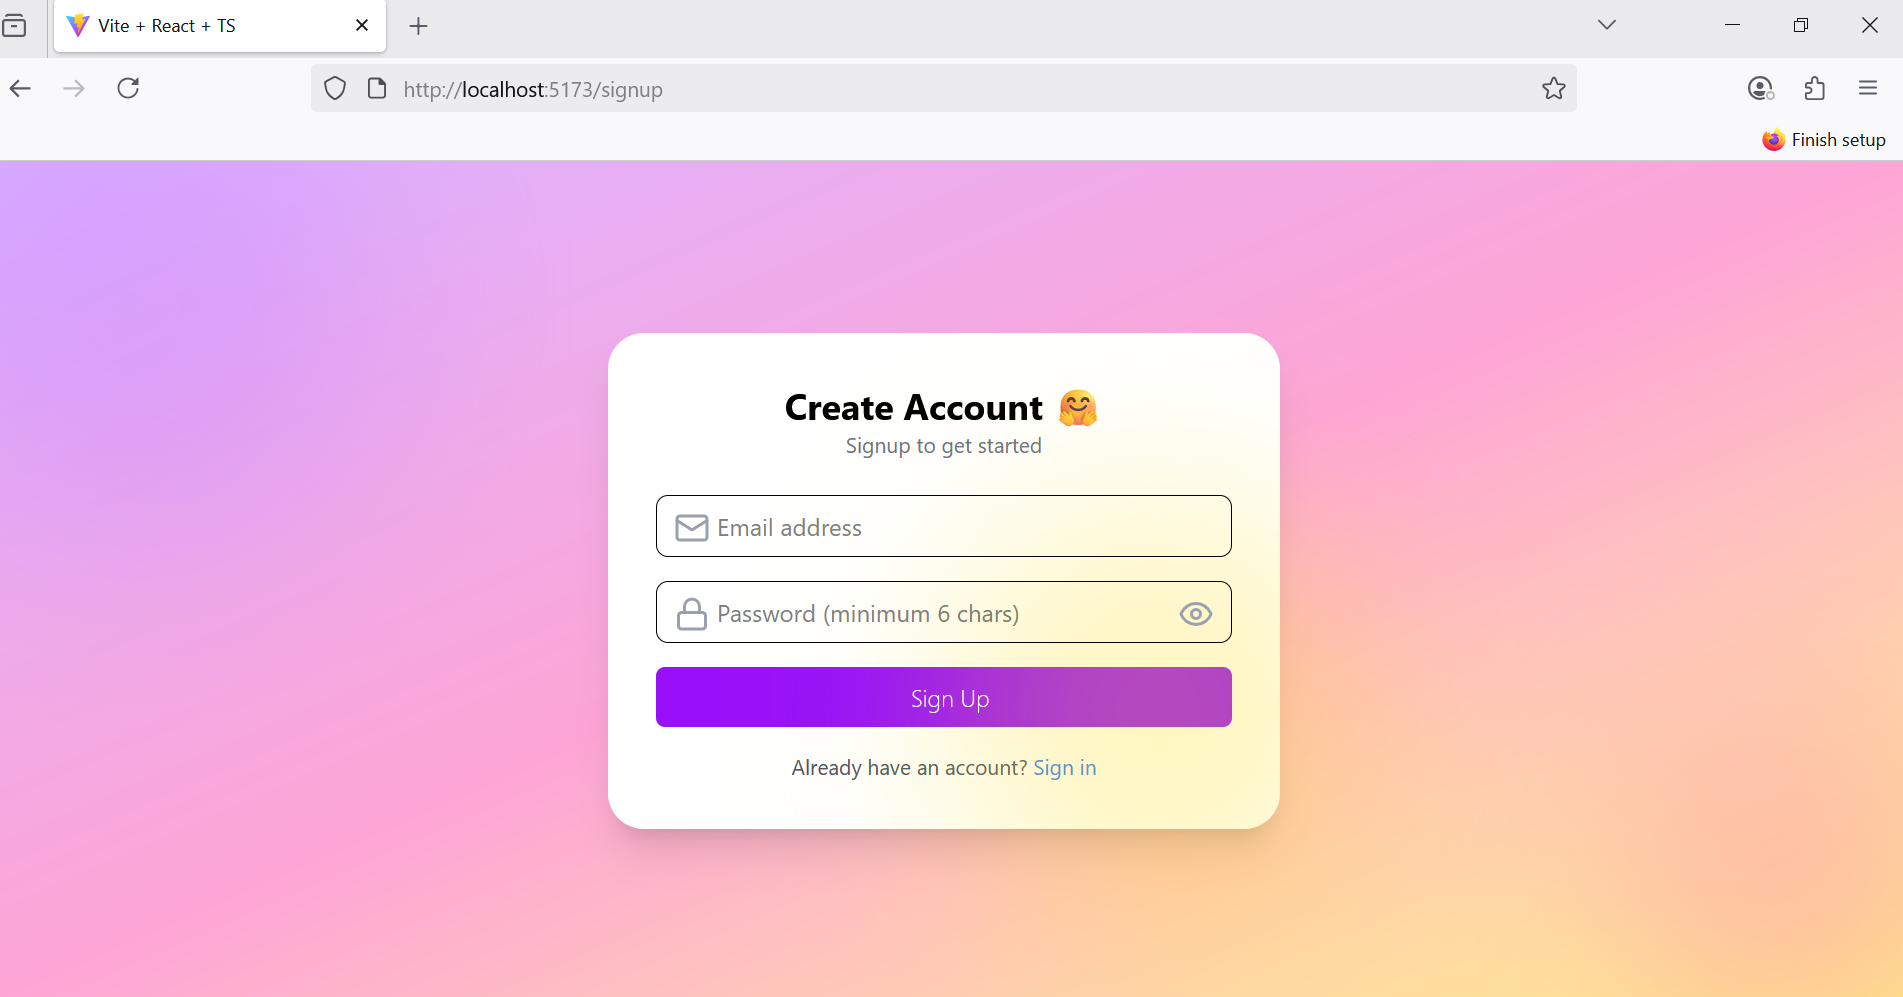 Vite + React + TS
http://localhost:5173/signup
Finish setup
Create Account 🤗
Signup to get started
Email address
Password (minimum 6 chars)
Sign Up
Already have an account? Sign in